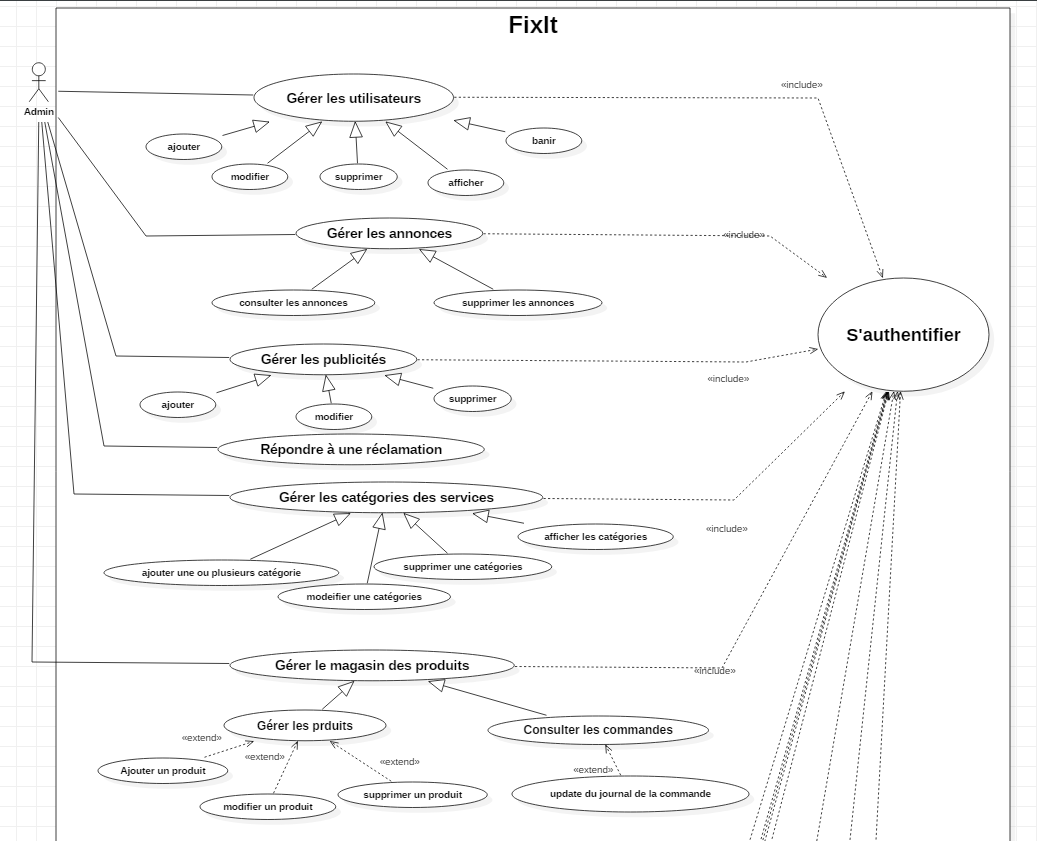 FixIt
«include»
Gérer les utilisateurs
Admin
ajouter
banir
modifier
supprimer
afficher
Gérer les annonces
«include»
consulter les annonces
supprimer les annonces
S'authentifier
Gérer les publicités
«include»
ajouter
supprimer
modifier
Répondre à une réclamation
Gérer les catégories des services
«include»
afficher les catégories
ajouter une ou plusieurs catégorie
supprimer une catégories
modeifier une catégories
Gérer le magasin des produits
«include»
Gérer les prduits
Consulter les commandes
«extend»
«extend»
«extend»
«extend»
Ajouter un produit
modifier un produit
supprimer un produit
update du journal de la commande